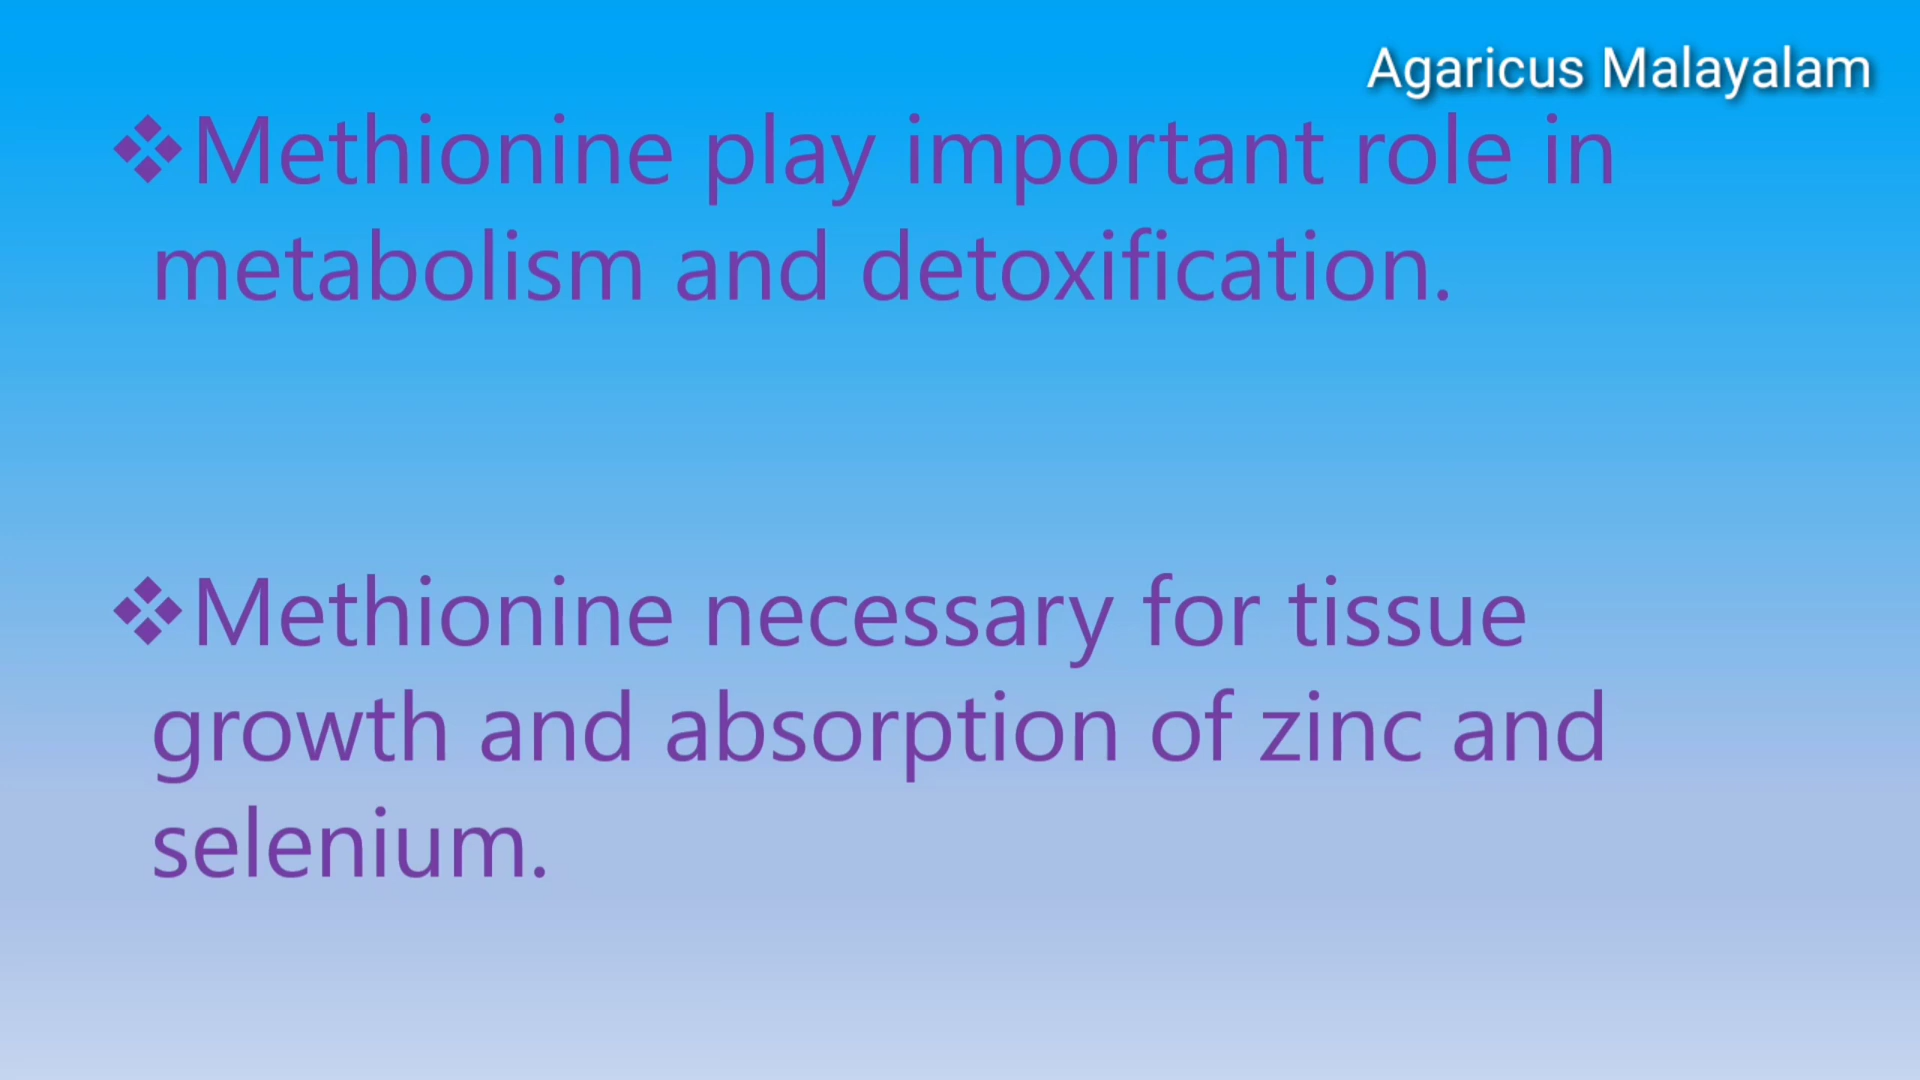 Agaricus Malayalam
❖Methionine play important role in
metabolism and detoxification.
❖Methionine necessary for tissue
growth and absorption of zinc and
selenium.